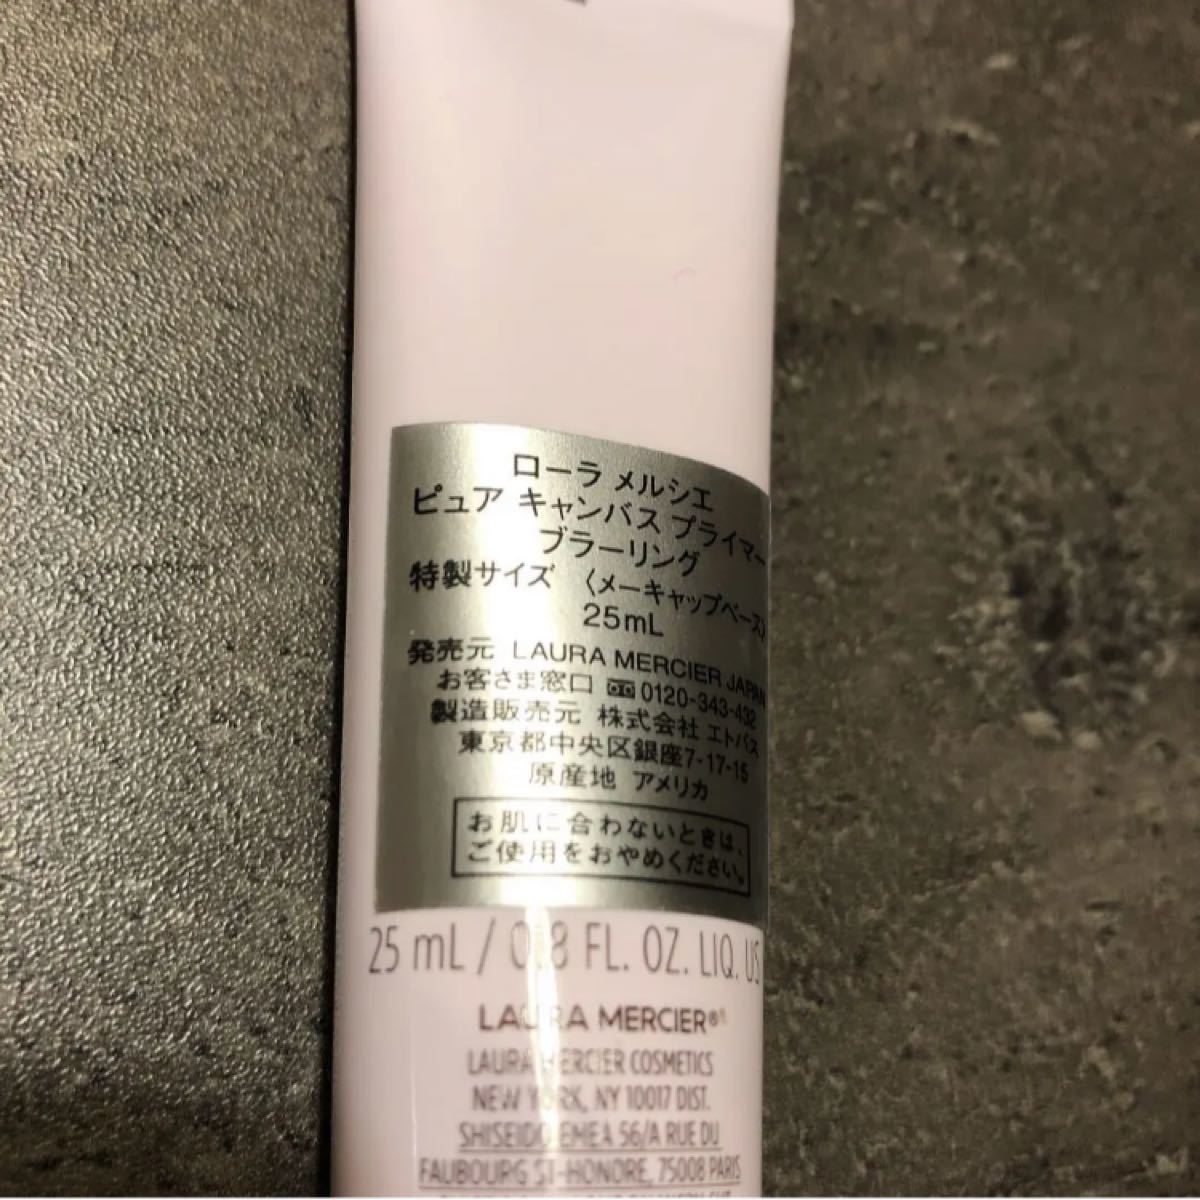 ローラ メルシエ
ピュア キャンバス プライマー
ブラーリング
特製サイズ 〈メーキャップベース〉
25mL
発売元 LAURA MERCIER JAPAN
お客さま窓口 0120-343-432
製造販売元 株式会社 エトバス
東京都中央区銀座7-17-15
原産地 アメリカ
お肌に合わないときは、
ご使用をおやめください。
25 mL / 0.8 FL. OZ. LIQ. US
LAURA MERCIER®
LAURA MERCIER COSMETICS
NEW YORK, NY 10017 DIST.
SHISEIDO EMEA 56/A RUE DU
FAUBOURG ST-HONORE, 75008 PARIS